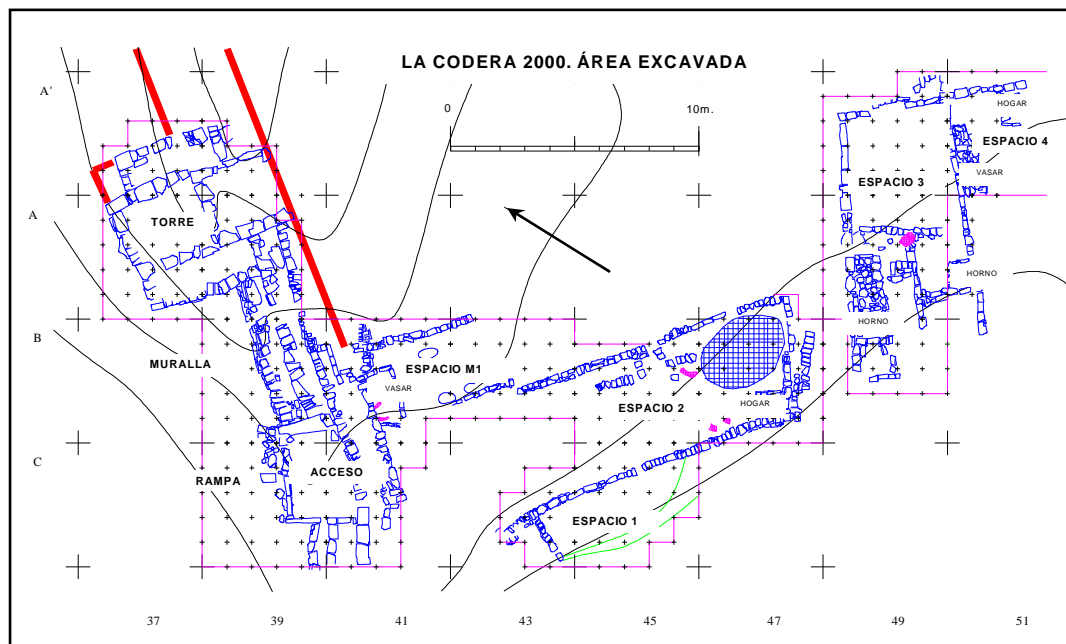 LA CODERA 2000. ÁREA EXCAVADA
A'
0 10m.
HOGAR
ESPACIO 4
VASAR
ESPACIO 3
A
TORRE
HORNO
HORNO
B
MURALLA
ESPACIO M1
VASAR
HOGAR
ESPACIO 2
C
ACCESO
RAMPA
ESPACIO 1
37 39 41 43 45 47 49 51